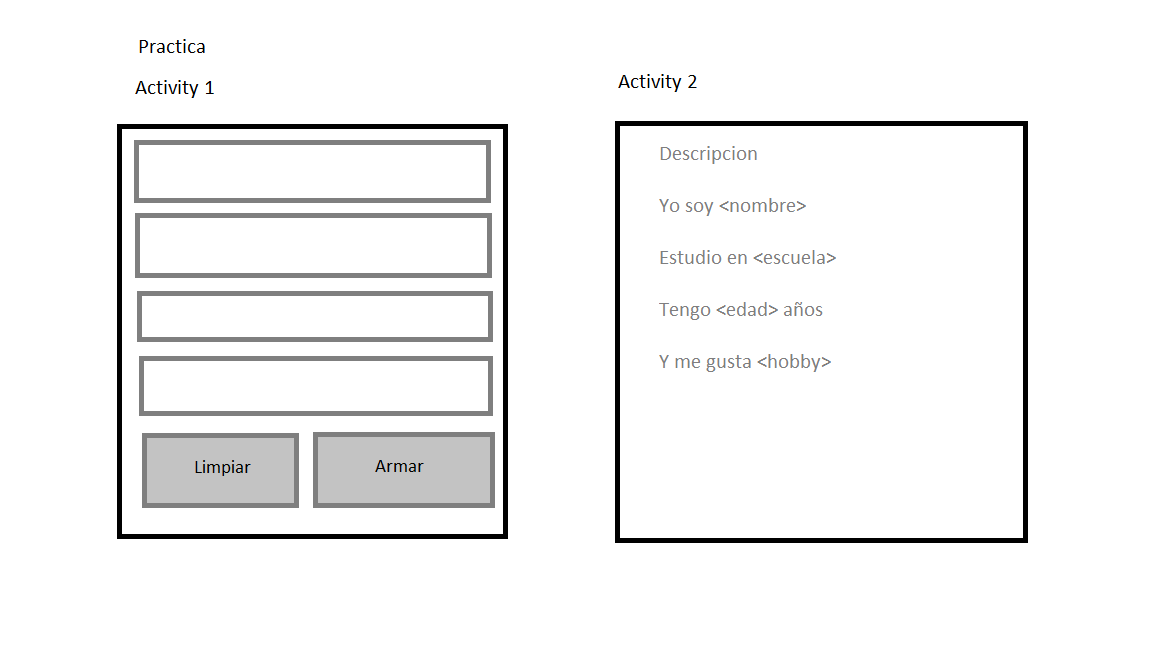 Practica
Activity 1
Limpiar
Armar
Activity 2
Descripcion
Yo soy <nombre>
Estudio en <escuela>
Tengo <edad> años
Y me gusta <hobby>